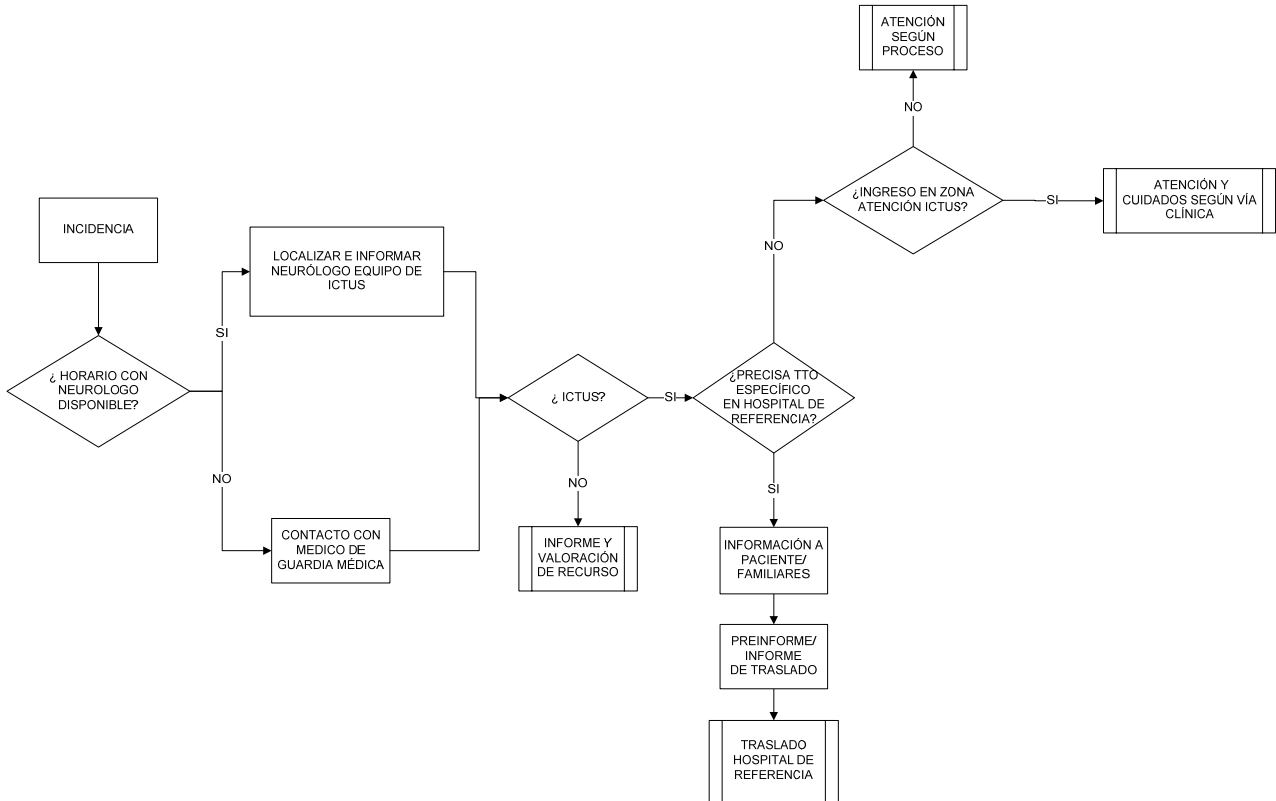 INCIDENCIA
¿ HORARIO CON
NEUROLOGO
DISPONIBLE?
SI
LOCALIZAR E INFORMAR
NEURÓLOGO EQUIPO DE
ICTUS
NO
CONTACTO CON
MEDICO DE
GUARDIA MÉDICA
¿ ICTUS?
NO
INFORME Y
VALORACIÓN
DE RECURSO
SI
¿PRECISA TTO
ESPECÍFICO
EN HOSPITAL DE
REFERENCIA?
SI
INFORMACIÓN A
PACIENTE/
FAMILIARES
PREINFORME/
INFORME
DE TRASLADO
TRASLADO
HOSPITAL DE
REFERENCIA
NO
¿INGRESO EN ZONA
ATENCIÓN ICTUS?
NO
ATENCIÓN
SEGÚN
PROCESO
SI
ATENCIÓN Y
CUIDADOS SEGÚN VÍA
CLÍNICA